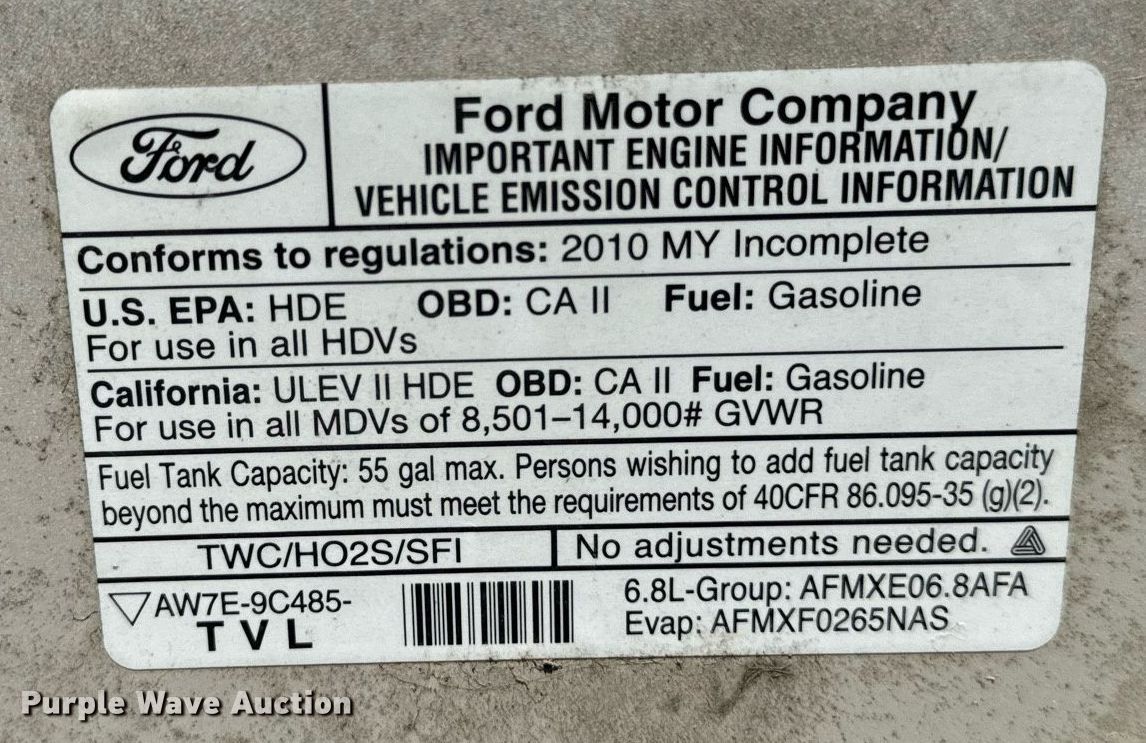 Ford
Ford Motor Company
IMPORTANT ENGINE INFORMATION/
VEHICLE EMISSION CONTROL INFORMATION
Conforms to regulations: 2010 MY Incomplete
U.S. EPA: HDE OBD: CA II Fuel: Gasoline
For use in all HDVs
California: ULEV II HDE OBD: CA II Fuel: Gasoline
For use in all MDVs of 8,501–14,000# GVWR
Fuel Tank Capacity: 55 gal max. Persons wishing to add fuel tank capacity
beyond the maximum must meet the requirements of 40CFR 86.095-35 (g)(2).
TWC/HO2S/SFI
No adjustments needed.
AW7E-9C485-
TVL
6.8L-Group: AFMXE06.8AFA
Evap: AFMXF0265NAS
Purple Wave Auction